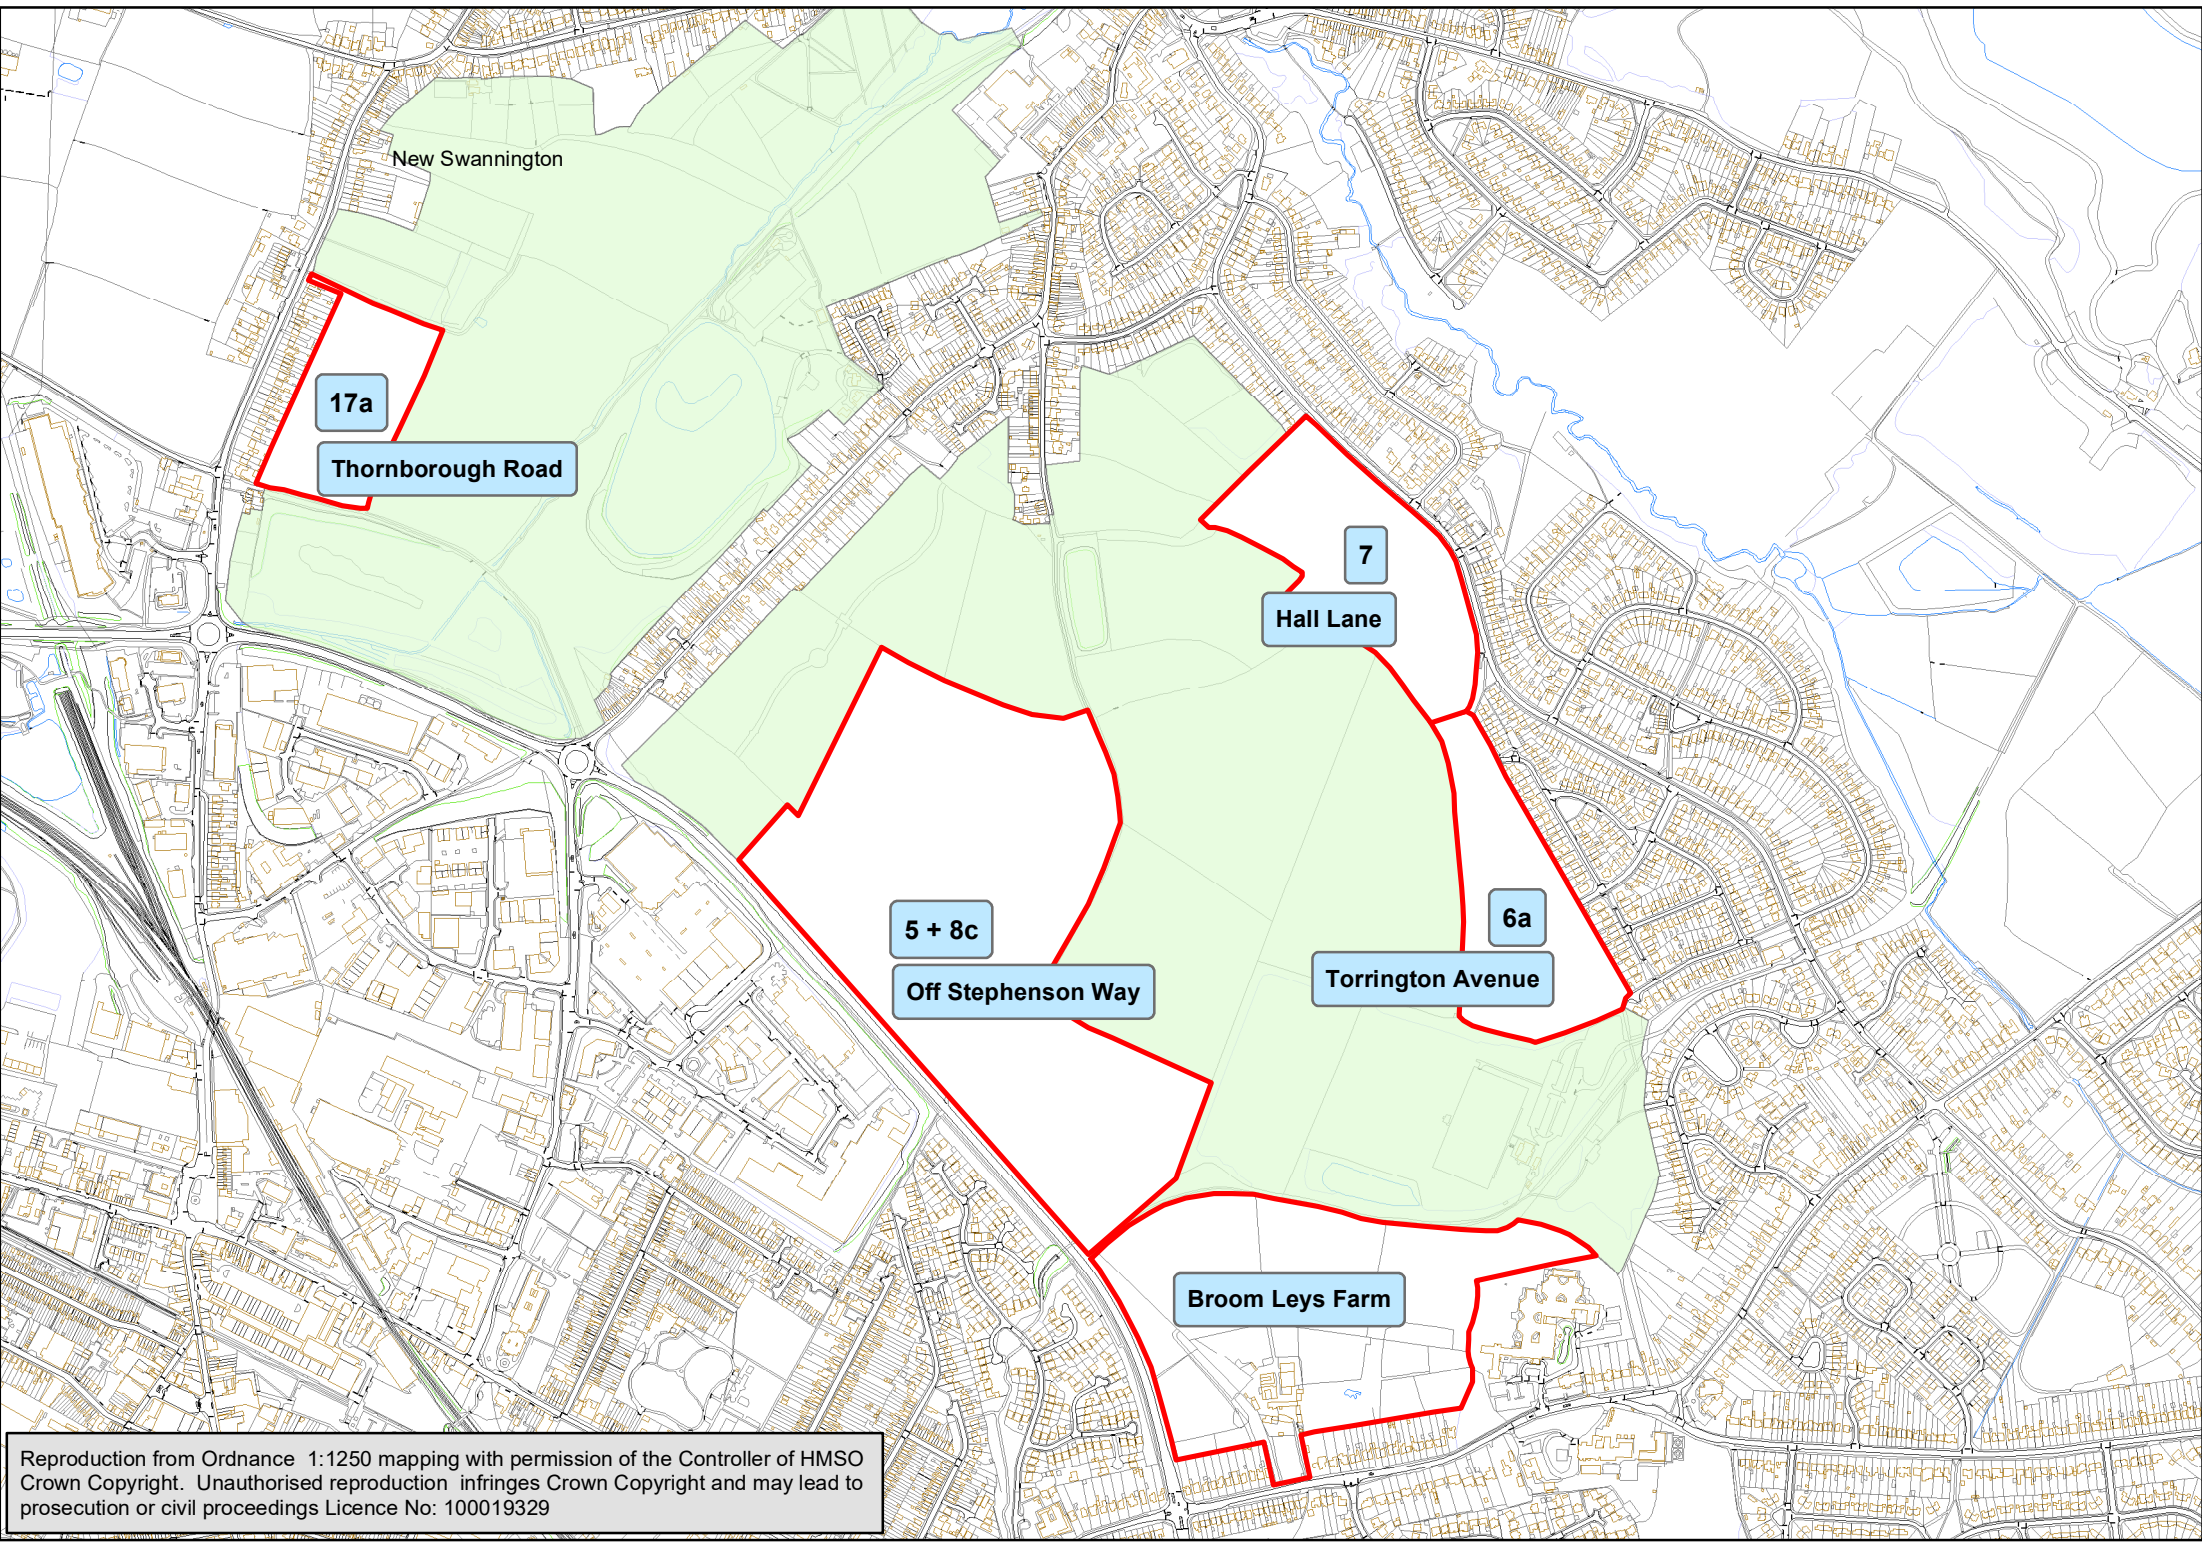 New Swannington
17a
Thornborough Road
7
Hall Lane
5 + 8c
Off Stephenson Way
6a
Torrington Avenue
Broom Leys Farm
Reproduction from Ordnance 1:1250 mapping with permission of the Controller of HMSO
Crown Copyright. Unauthorised reproduction infringes Crown Copyright and may lead to
prosecution or civil proceedings Licence No: 100019329